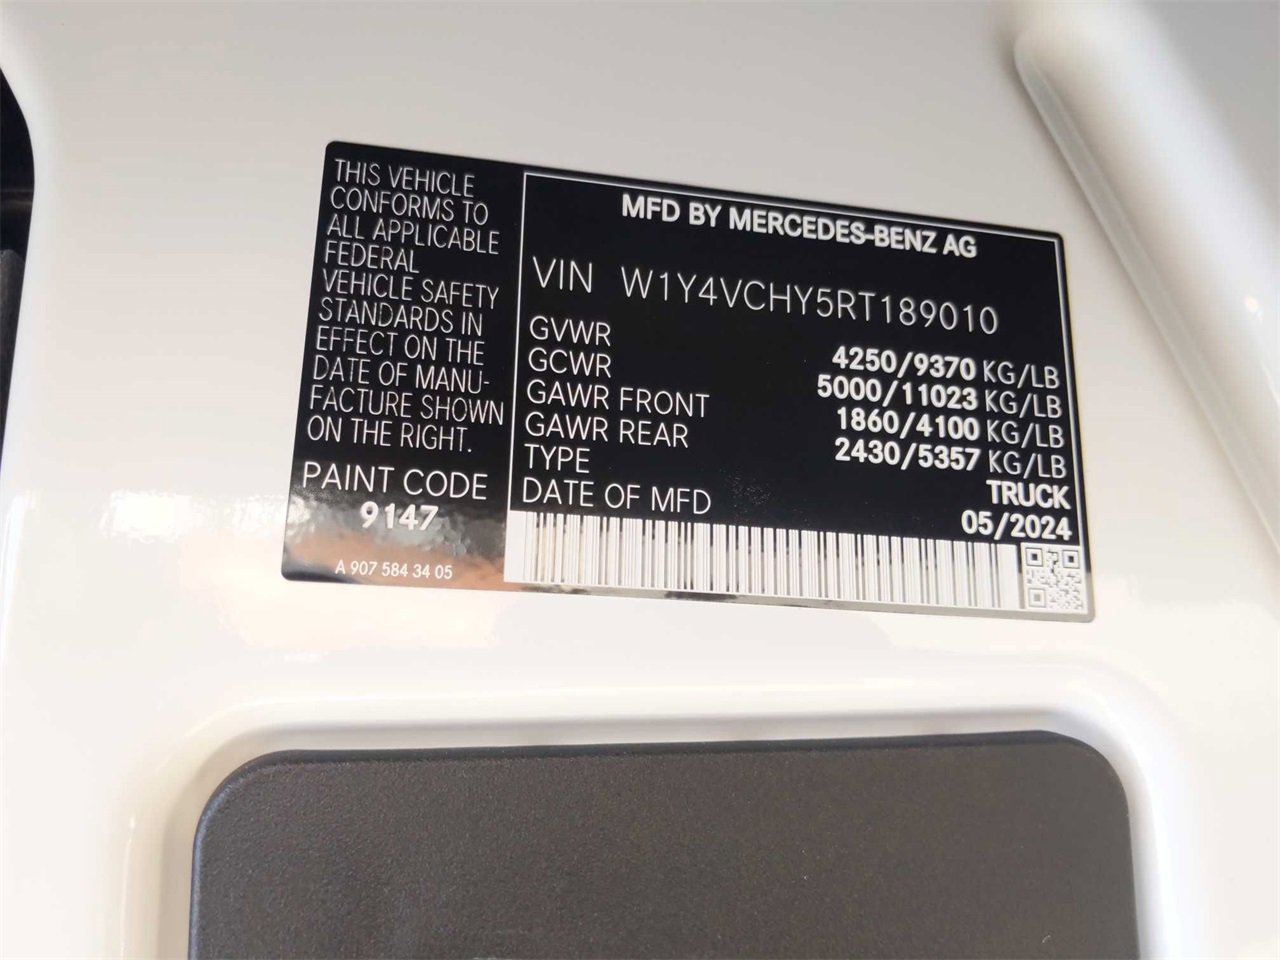 THIS VEHICLE
CONFORMS TO
ALL APPLICABLE
FEDERAL
VEHICLE SAFETY
STANDARDS IN
EFFECT ON THE
DATE OF MANU-
FACTURE SHOWN
ON THE RIGHT.
PAINT CODE
9147
A 907 584 34 05
MFD BY MERCEDES-BENZ AG
VIN W1Y4VCHY5RT189010
GVWR 4250/9370 KG/LB
GCWR 5000/11023 KG/LB
GAWR FRONT 1860/4100 KG/LB
GAWR REAR 2430/5357 KG/LB
TYPE TRUCK
DATE OF MFD 05/2024